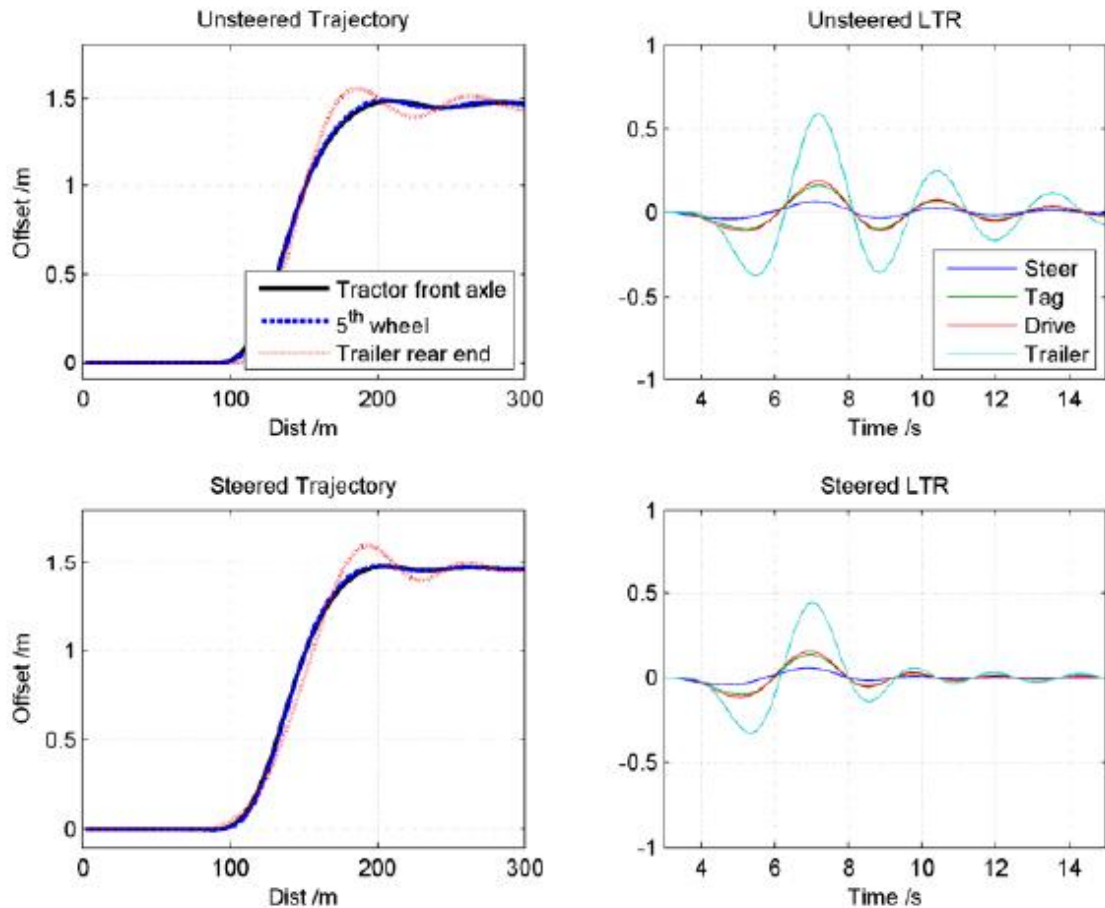 Unsteered Trajectory
Offset /m
1.5
1
0.5
0
0 100 200 300
Dist /m
Tractor front axle
5th wheel
Trailer rear end
Unsteered LTR
1
0.5
0
-0.5
-1
4 6 8 10 12 14
Time /s
Steer
Tag
Drive
Trailer
Steered Trajectory
Offset /m
1.5
1
0.5
0
0 100 200 300
Dist /m
Steered LTR
1
0.5
0
-0.5
-1
4 6 8 10 12 14
Time /s